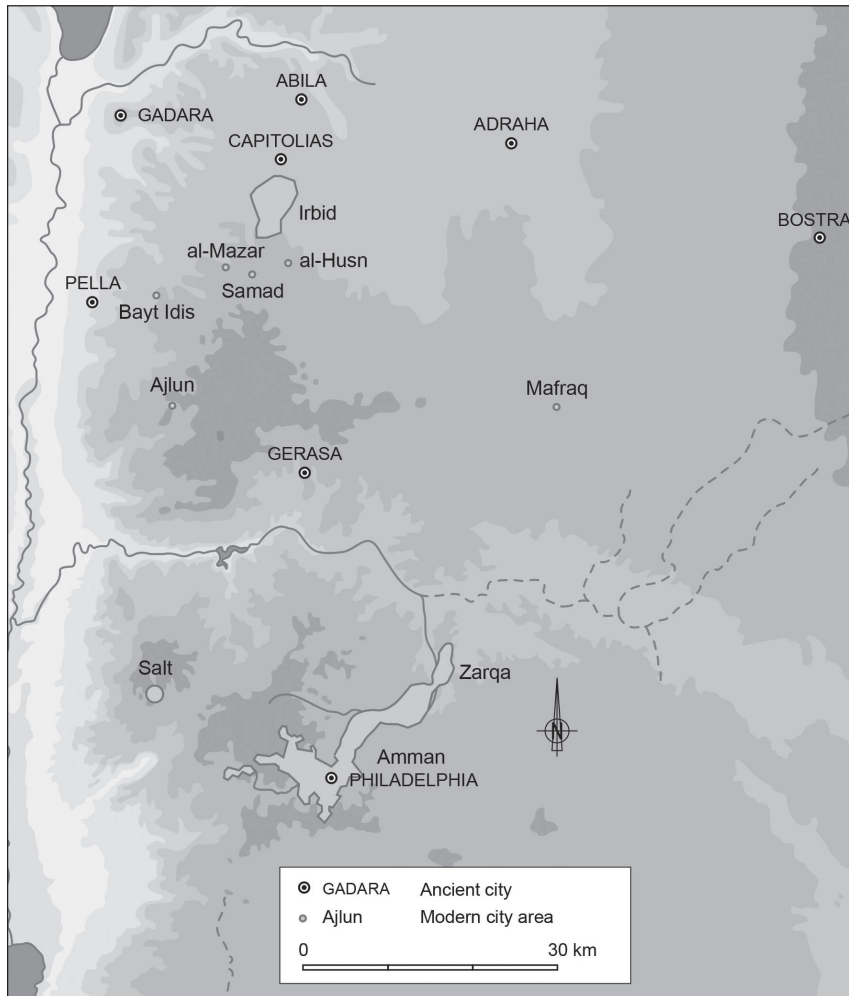 ABILA
GADARA
ADRAHA
CAPITOLIAS
Irbid
BOSTRA
al-Mazar
al-Husn
PELLA
Samad
Bayt Idis
Ajlun
Mafraq
GERASA
Salt
Zarqa
N
Amman
PHILADELPHIA
GADARA Ancient city
Ajlun Modern city area
0 30 km